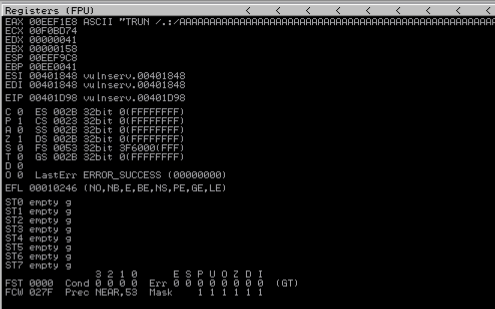 Registers (FPU) < < < < < <
EAX 00EEF1E8 ASCII "TRUN /.:/AAAAAAAAAAAAAAAAAAAAAAAAAAAAAAAAAAAAAAAAAAAAAAAAAA
ECX 00F0BD74
EDX 00000041
EBX 00000158
ESP 00EEF9C8
EBP 00EE0041
ESI 00401848 vulnserv.00401848
EDI 00401848 vulnserv.00401848
EIP 00401D98 vulnserv.00401D98
C 0 ES 002B 32bit 0(FFFFFFFF)
P 1 CS 0023 32bit 0(FFFFFFFF)
A 0 SS 002B 32bit 0(FFFFFFFF)
Z 1 DS 002B 32bit 0(FFFFFFFF)
S 0 FS 0053 32bit 3F6000(FFF)
T 0 GS 002B 32bit 0(FFFFFFFF)
D 0
O 0 LastErr ERROR_SUCCESS (00000000)
EFL 00010246 (NO,NB,E,BE,NS,PE,GE,LE)
ST0 empty g
ST1 empty g
ST2 empty g
ST3 empty g
ST4 empty g
ST5 empty g
ST6 empty g
ST7 empty g
3 2 1 0 E S P U O Z D I
FST 0000 Cond 0 0 0 0 Err 0 0 0 0 0 0 0 0 (GT)
FCW 027F Prec NEAR,53 Mask 1 1 1 1 1 1